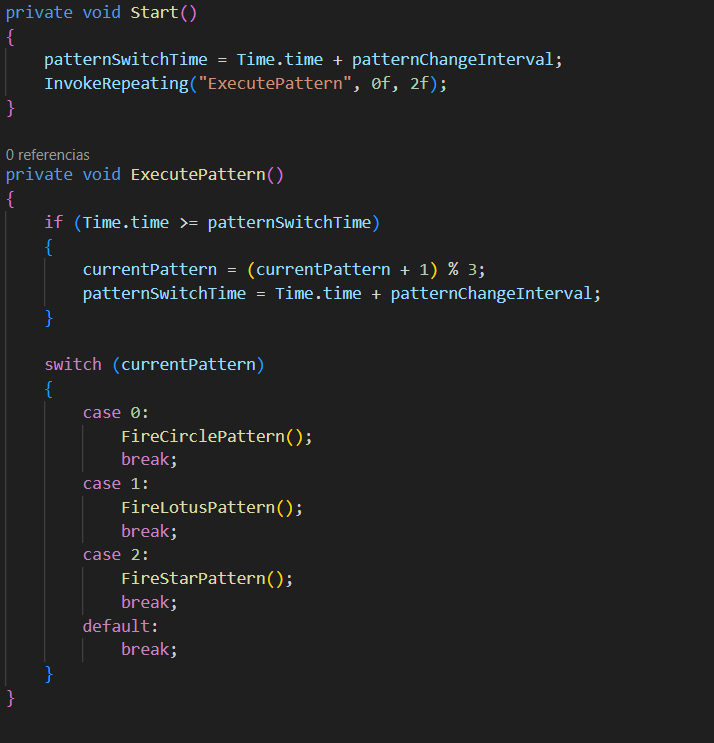 private void Start()
{
    patternSwitchTime = Time.time + patternChangeInterval;
    InvokeRepeating("ExecutePattern", 0f, 2f);
}

0 referencias
private void ExecutePattern()
{
    if (Time.time >= patternSwitchTime)
    {
        currentPattern = (currentPattern + 1) % 3;
        patternSwitchTime = Time.time + patternChangeInterval;
    }

    switch (currentPattern)
    {
        case 0:
            FireCirclePattern();
            break;
        case 1:
            FireLotusPattern();
            break;
        case 2:
            FireStarPattern();
            break;
        default:
            break;
    }
}